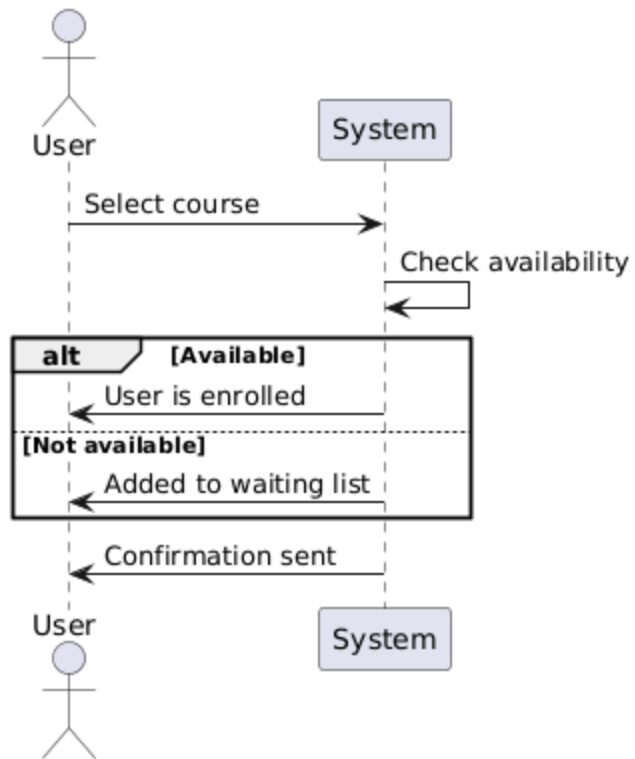 User
System
Select course
Check availability
alt [Available]
User is enrolled
[Not available]
Added to waiting list
Confirmation sent
User
System